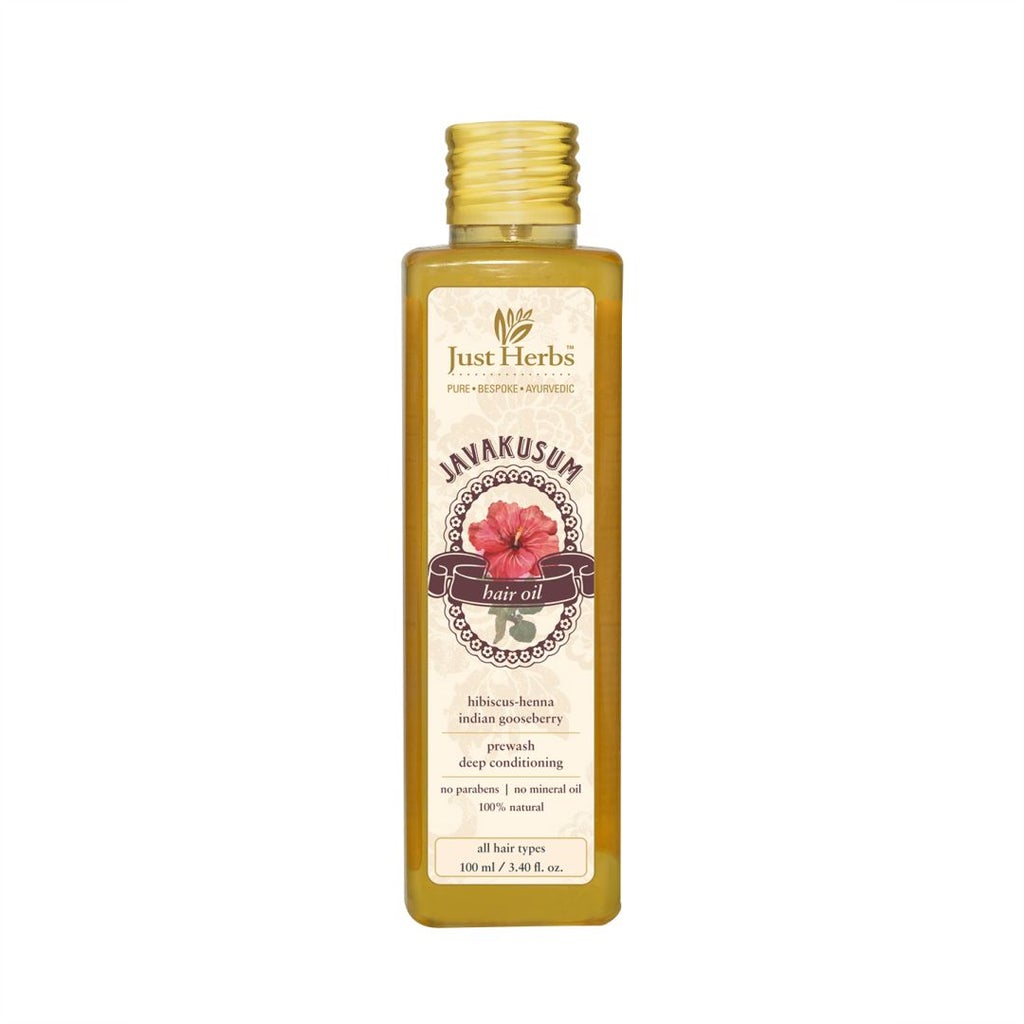 Just Herbs™
PURE • BESPOKE • AYURVEDIC
JAVAKUSUM
hair oil
hibiscus-henna
indian gooseberry
prewash
deep conditioning
no parabens | no mineral oil
100% natural
all hair types
100 ml / 3.40 fl. oz.